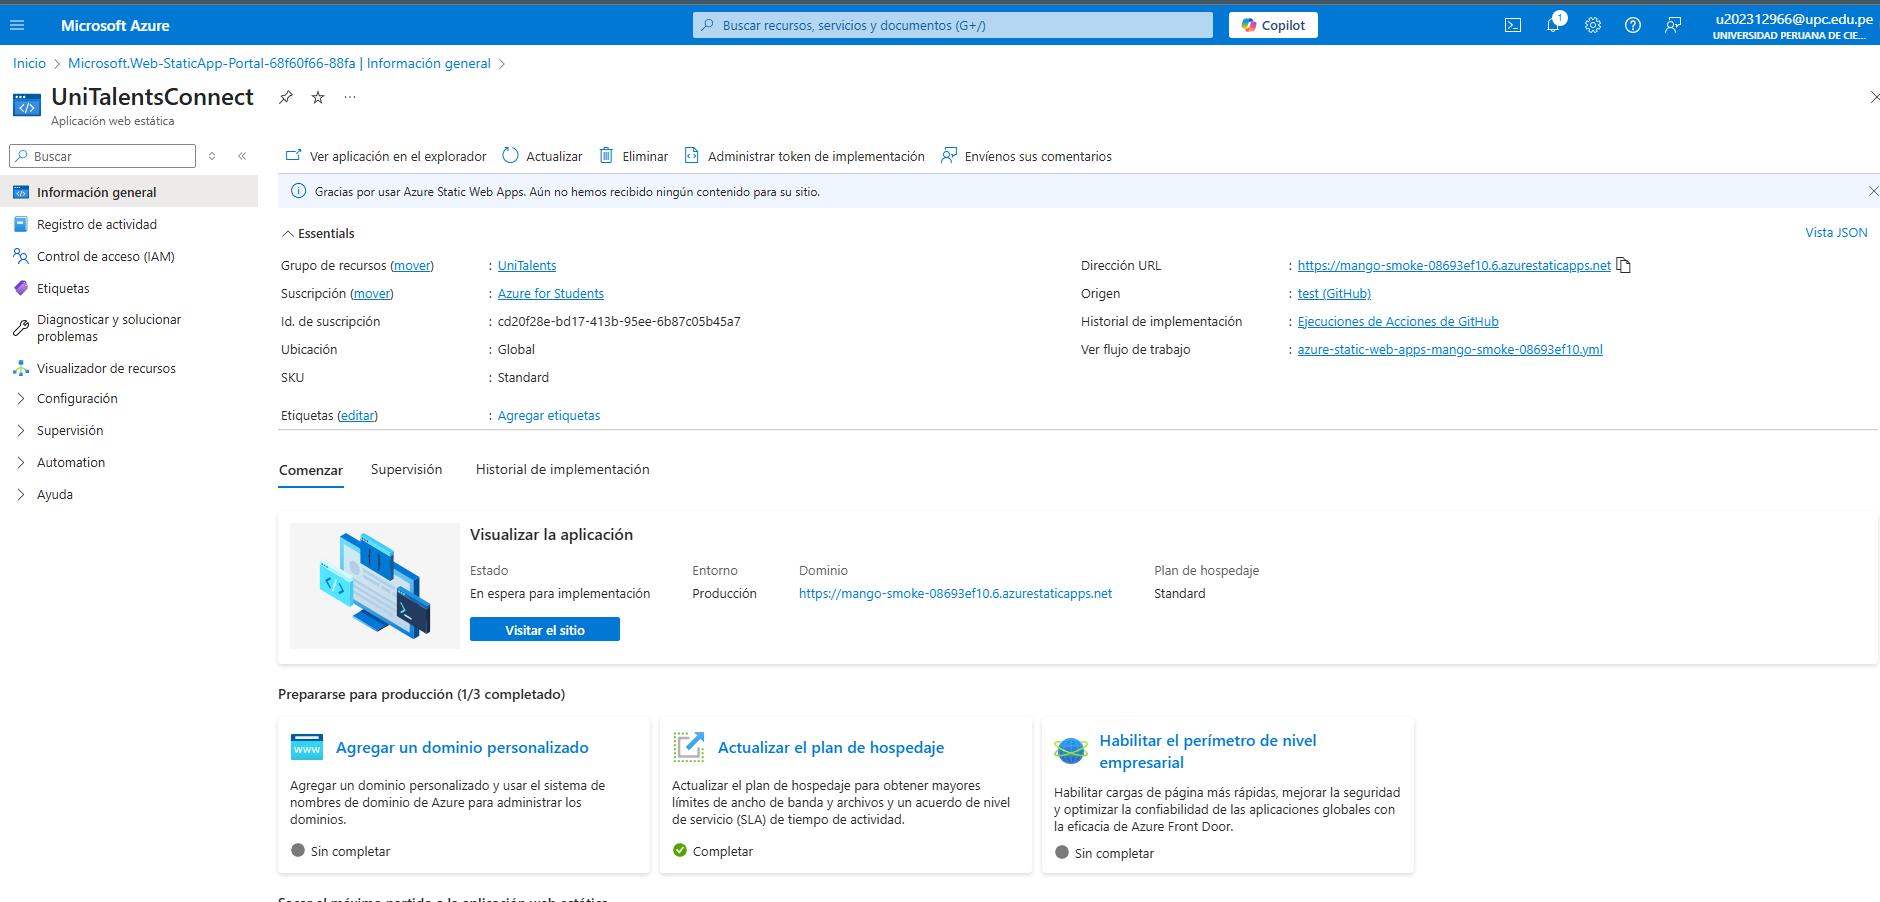 Microsoft Azure
Buscar recursos, servicios y documentos (G+/)
Copilot
1
u202312966@upc.edu.pe
UNIVERSIDAD PERUANA DE CIE...
Inicio > Microsoft.Web-StaticApp-Portal-68f60f66-88fa | Información general >
UniTalentsConnect
Aplicación web estática
Buscar
Información general
Registro de actividad
Control de acceso (IAM)
Etiquetas
Diagnosticar y solucionar
problemas
Visualizador de recursos
Configuración
Supervisión
Automation
Ayuda
Ver aplicación en el explorador
Actualizar
Eliminar
Administrar token de implementación
Envíenos sus comentarios
Gracias por usar Azure Static Web Apps. Aún no hemos recibido ningún contenido para su sitio.
Essentials
Vista JSON
Grupo de recursos (mover) : UniTalents
Suscripción (mover) : Azure for Students
Id. de suscripción : cd20f28e-bd17-413b-95ee-6b87c05b45a7
Ubicación : Global
SKU : Standard
Etiquetas (editar) : Agregar etiquetas
Dirección URL : https://mango-smoke-08693ef10.6.azurestaticapps.net
Origen : test (GitHub)
Historial de implementación : Ejecuciones de Acciones de GitHub
Ver flujo de trabajo : azure-static-web-apps-mango-smoke-08693ef10.yml
Comenzar
Supervisión
Historial de implementación
Visualizar la aplicación
Estado
En espera para implementación
Entorno
Producción
Dominio
https://mango-smoke-08693ef10.6.azurestaticapps.net
Plan de hospedaje
Standard
Visitar el sitio
Prepararse para producción (1/3 completado)
www
Agregar un dominio personalizado
Agregar un dominio personalizado y usar el sistema de
nombres de dominio de Azure para administrar los
dominios.
Sin completar
Actualizar el plan de hospedaje
Actualizar el plan de hospedaje para obtener mayores
límites de ancho de banda y archivos y un acuerdo de nivel
de servicio (SLA) de tiempo de actividad.
Completar
Habilitar el perímetro de nivel
empresarial
Habilitar cargas de página más rápidas, mejorar la seguridad
y optimizar la confiabilidad de las aplicaciones globales con
la eficacia de Azure Front Door.
Sin completar
Sacar el máximo partido a la aplicación web estática